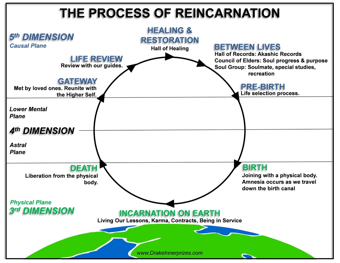 THE PROCESS OF REINCARNATION
5th DIMENSION
Causal Plane
HEALING &
RESTORATION
Hall of Healing
LIFE REVIEW
Review with our guides.
BETWEEN LIVES
Hall of Records: Akashic Records
Council of Elders: Soul progress & purpose
Soul Group: Soulmate, special studies,
recreation
GATEWAY
Met by loved ones. Reunite with
the Higher Self.
PRE-BIRTH
Life selection process.
Lower Mental
Plane
4th DIMENSION
Astral
Plane
DEATH
Liberation from the physical
body.
BIRTH
Joining with a physical body.
Amnesia occurs as we travel
down the birth canal
Physical Plane
3rd DIMENSION
INCARNATION ON EARTH
Living Our Lessons, Karma, Contracts, Being in Service